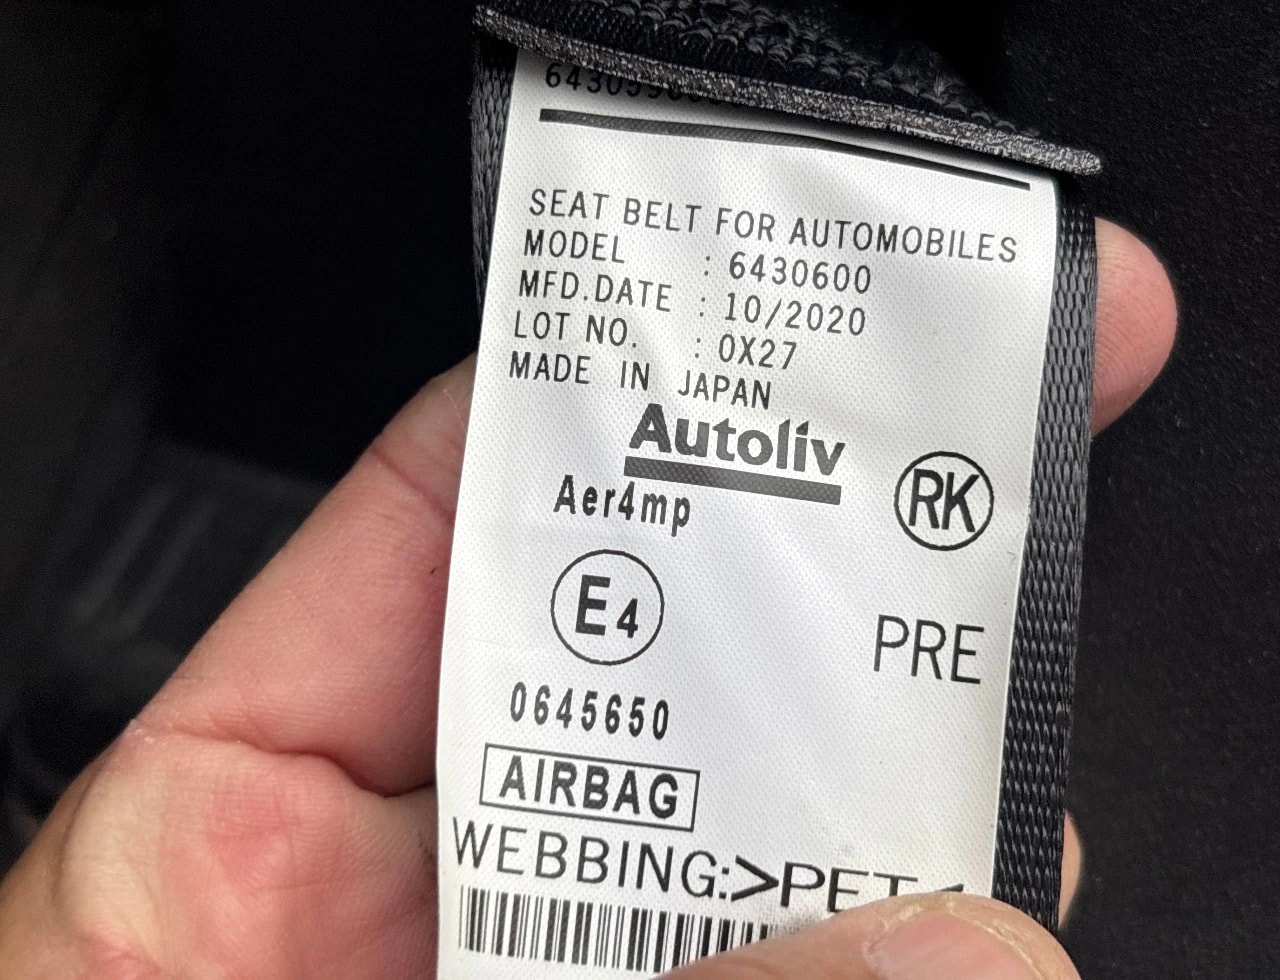 SEAT BELT FOR AUTOMOBILES
MODEL : 6430600
MFD.DATE : 10/2020
LOT NO. : 0X27
MADE IN JAPAN
Autoliv
RK
Aer4mp
E4
PRE
0645650
AIRBAG
WEBBING:>PET<